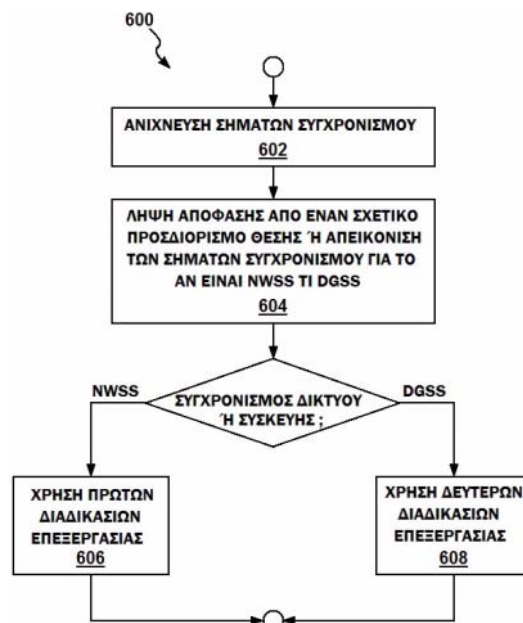 600
ΑΝΙΧΝΕΥΣΗ ΣΗΜΑΤΩΝ ΣΥΓΧΡΟΝΙΣΜΟΥ
602
ΛΗΨΗ ΑΠΟΦΑΣΗΣ ΑΠΟ ΕΝΑΝ ΣΧΕΤΙΚΟ
ΠΡΟΣΔΙΟΡΙΣΜΟ ΘΕΣΗΣ Ή ΑΠΕΙΚΟΝΙΣΗ
ΤΩΝ ΣΗΜΑΤΩΝ ΣΥΓΧΡΟΝΙΣΜΟΥ ΓΙΑ ΤΟ
ΑΝ ΕΙΝΑΙ NWSS ΤΙ DGSS
604
NWSS
DGSS
ΣΥΓΧΡΟΝΙΣΜΟΣ ΔΙΚΤΥΟΥ
Ή ΣΥΣΚΕΥΗΣ ;
ΧΡΗΣΗ ΠΡΩΤΩΝ
ΔΙΑΔΙΚΑΣΙΩΝ
ΕΠΕΞΕΡΓΑΣΙΑΣ
606
ΧΡΗΣΗ ΔΕΥΤΕΡΩΝ
ΔΙΑΔΙΚΑΣΙΩΝ
ΕΠΕΞΕΡΓΑΣΙΑΣ
608